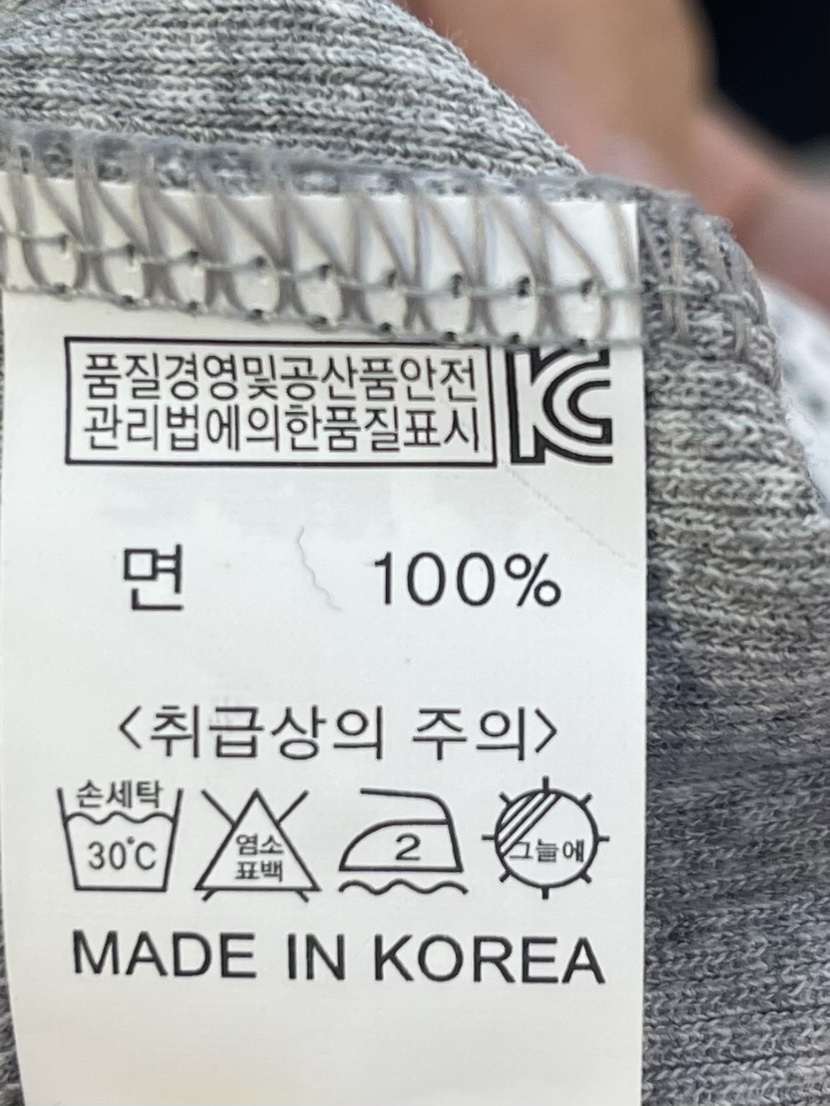 품질경영및공산품안전
관리법에의한품질표시
KC
면 100%
<취급상의 주의>
손세탁
30℃
염소
표백
2
그늘에
MADE IN KOREA